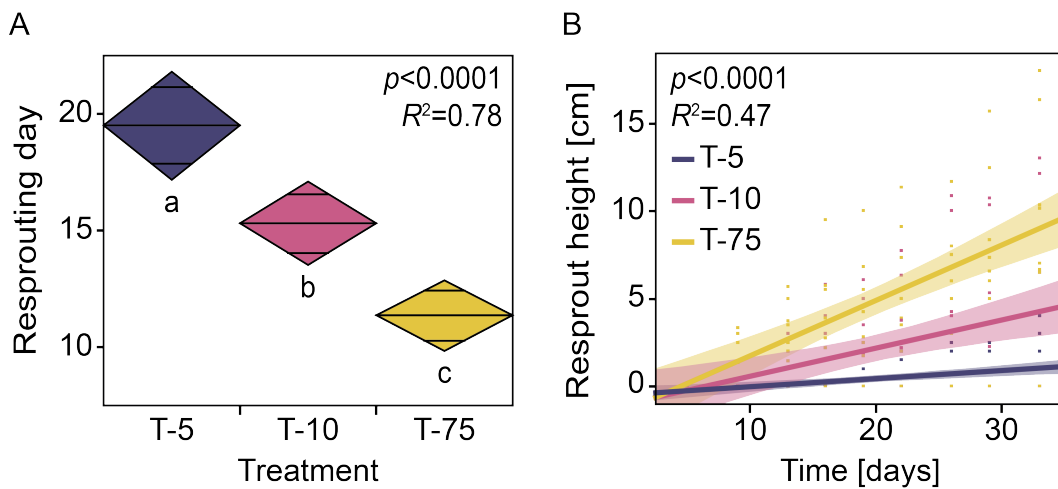 A
p<0.0001
R²=0.78
Resprouting day
20
15
10
a
b
c
T-5
T-10
T-75
Treatment
B
p<0.0001
R²=0.47
T-5
T-10
T-75
Resprout height [cm]
15
10
5
0
10
20
30
Time [days]